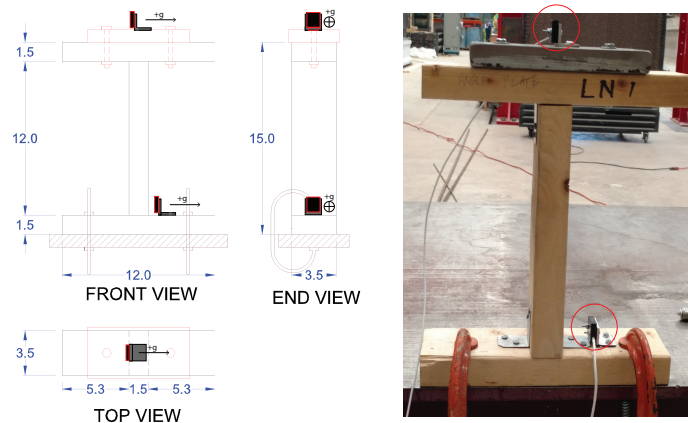 +g
1.5
12.0
+g
1.5
12.0
FRONT VIEW
+g
15.0
+g
3.5
END VIEW
3.5
+g
5.3 1.5 5.3
TOP VIEW
PLATE
LN 1